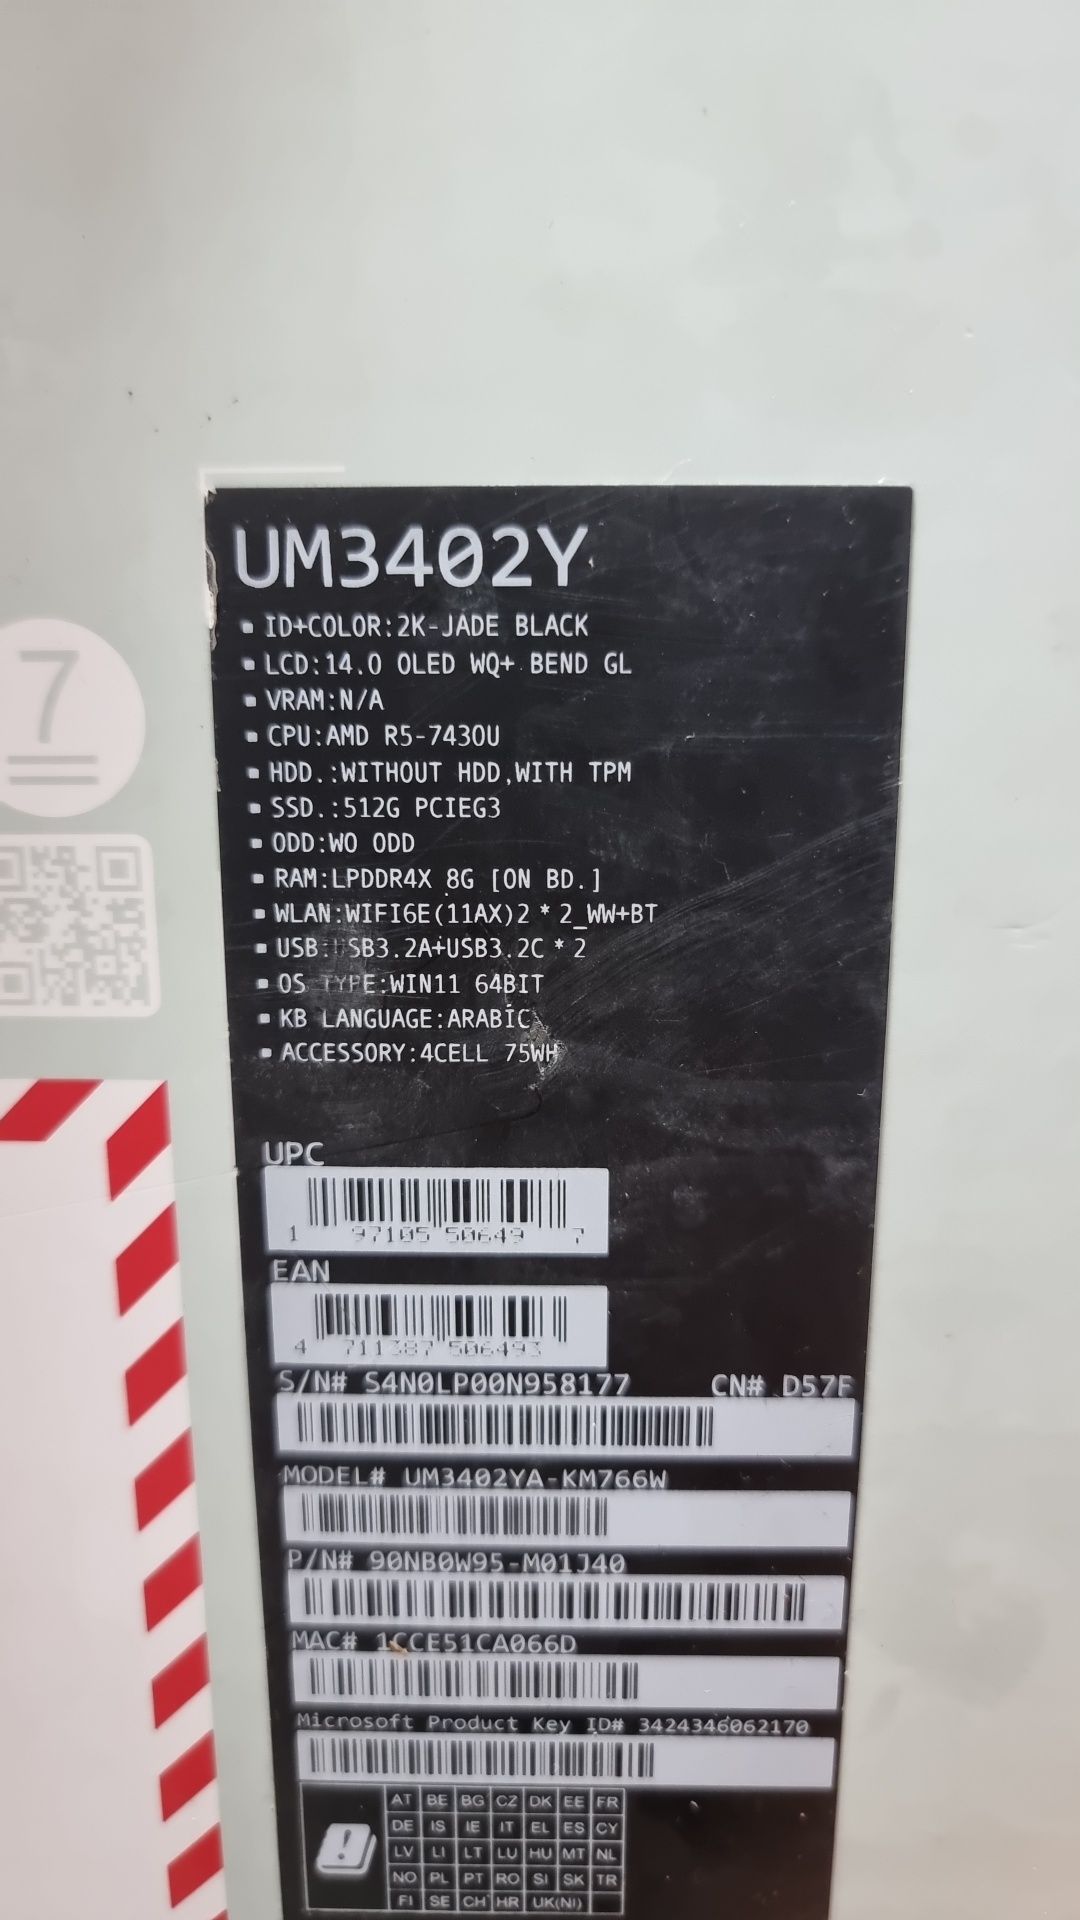 7
UM3402Y
▪ ID+COLOR:2K-JADE BLACK
▪ LCD:14.0 OLED WQ+ BEND GL
▪ VRAM:N/A
▪ CPU:AMD R5-7430U
▪ HDD.:WITHOUT HDD,WITH TPM
▪ SSD.:512G PCIEG3
▪ ODD:WO ODD
▪ RAM:LPDDR4X 8G [ON BD.]
▪ WLAN:WIFI6E(11AX)2*2_WW+BT
▪ USB:USB3.2A+USB3.2C*2
▪ OS TYPE:WIN11 64BIT
▪ KB LANGUAGE:ARABIC
▪ ACCESSORY:4CELL 75WH
UPC
1 97105 50649 7
EAN
4 711387 506493
S/N# S4N0LP00N958177 CN# D57F
MODEL# UM3402YA-KM766W
P/N# 90NB0W95-M01J40
MAC# 1CCE51CA066D
Microsoft Product Key ID# 3424346062170
AT BE BG CZ DK EE FR
DE IS IE IT EL ES CY
LV LI LT LU HU MT NL
NO PL PT RO SI SK TR
FI SE CH HR UK(NI)